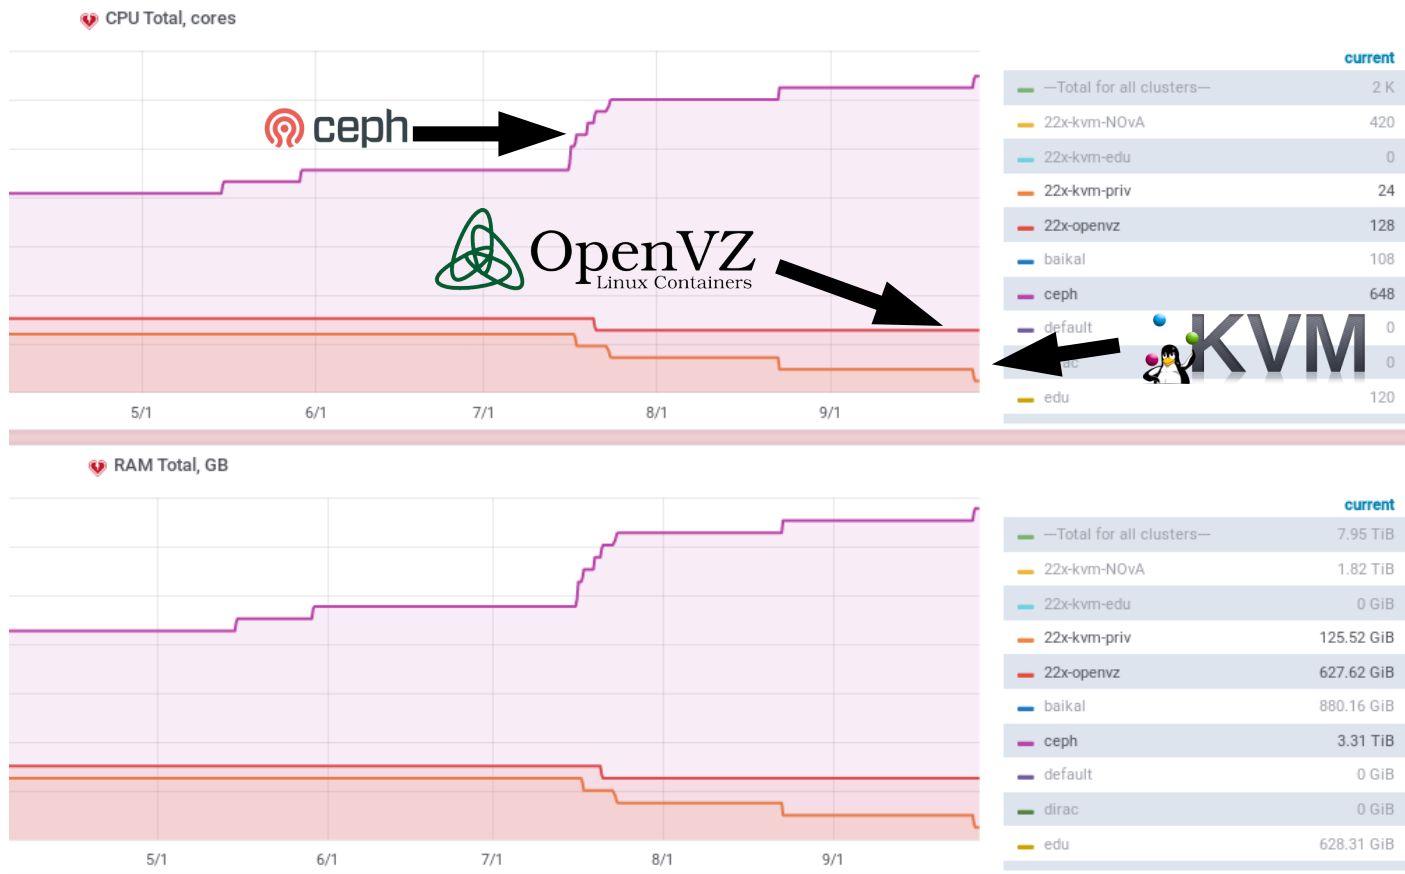 CPU Total, cores
current
—Total for all clusters— 2 K
22x-kvm-NOvA 420
22x-kvm-edu 0
22x-kvm-priv 24
22x-openvz 128
baikal 108
ceph 648
default 0
ac 0
edu 120
ceph
OpenVZ
Linux Containers
KVM
5/1 6/1 7/1 8/1 9/1
RAM Total, GB
current
—Total for all clusters— 7.95 TiB
22x-kvm-NOvA 1.82 TiB
22x-kvm-edu 0 GiB
22x-kvm-priv 125.52 GiB
22x-openvz 627.62 GiB
baikal 880.16 GiB
ceph 3.31 TiB
default 0 GiB
dirac 0 GiB
edu 628.31 GiB
5/1 6/1 7/1 8/1 9/1